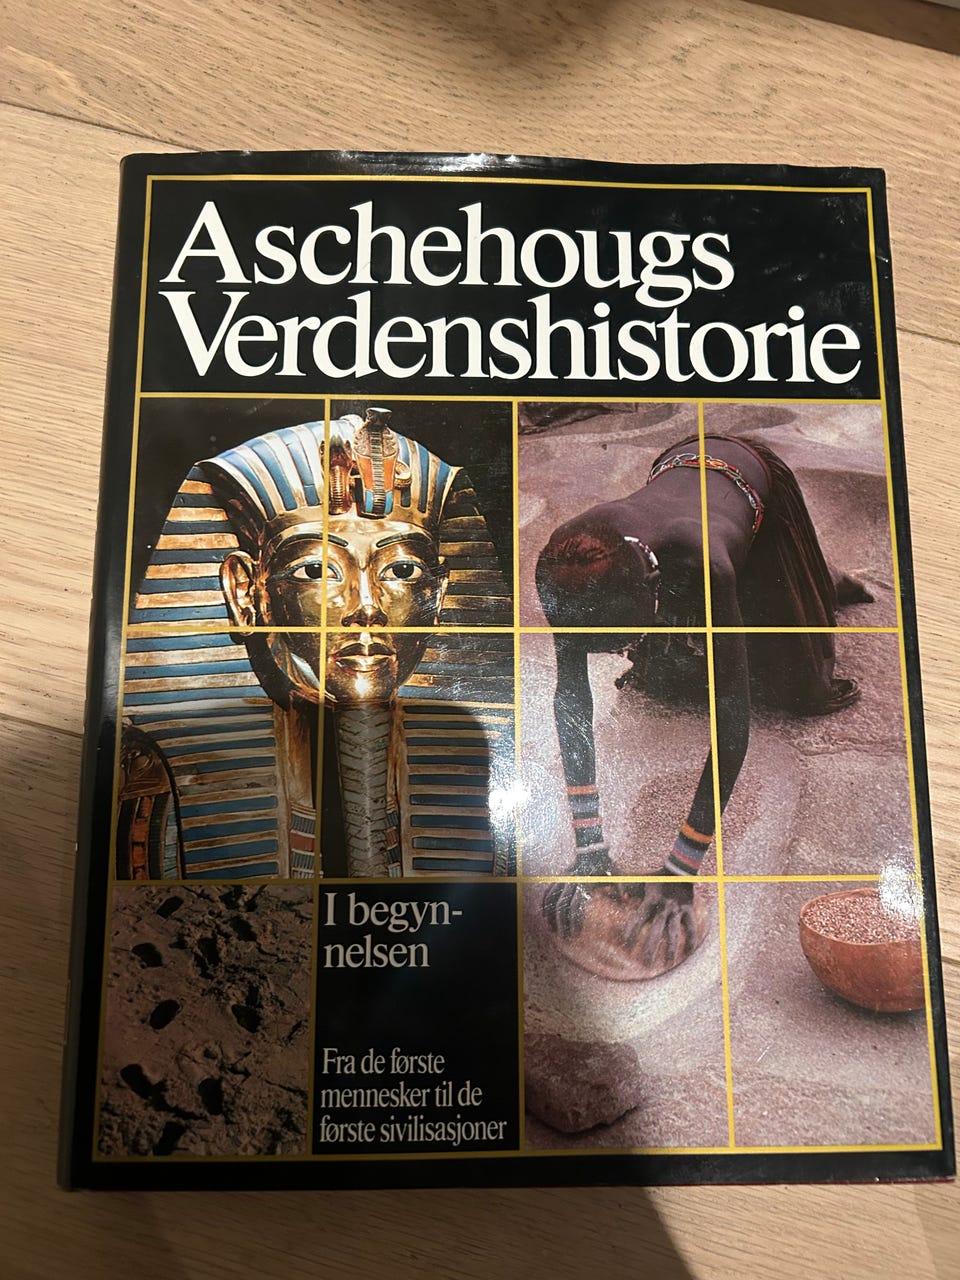 Aschehougs
Verdenshistorie
I begyn-
nelsen
Fra de første
mennesker til de
første sivilisasjoner